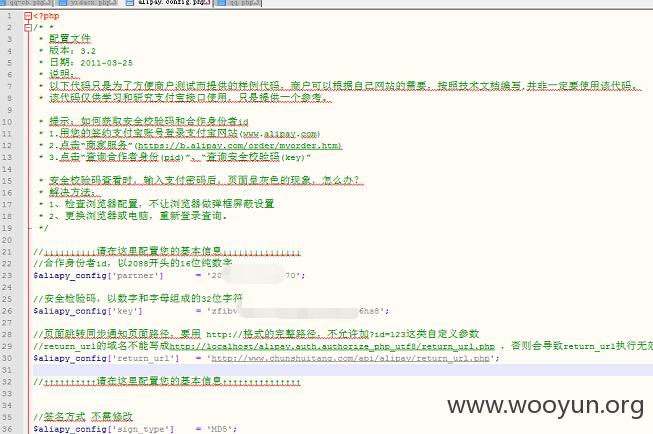 qq-cb.php
yidacn.php
alipay.config.php
qq.php
1 <?php
2 /* *
3 * 配置文件
4 * 版本：3.2
5 * 日期：2011-03-25
6 * 说明：
7 * 以下代码只是为了方便商户测试而提供的样例代码，商户可以根据自己网站的需要，按照技术文档编写,并非一定要使用该代码。
8 * 该代码仅供学习和研究支付宝接口使用，只是提供一个参考。
9
10 * 提示：如何获取安全校验码和合作身份者id
11 * 1.用您的签约支付宝账号登录支付宝网站(www.alipay.com)
12 * 2.点击“商家服务”(https://b.alipay.com/order/myorder.htm)
13 * 3.点击“查询合作者身份(pid)”、“查询安全校验码(key)”
14
15 * 安全校验码查看时，输入支付密码后，页面呈灰色的现象，怎么办？
16 * 解决方法：
17 * 1、检查浏览器配置，不让浏览器做弹框屏蔽设置
18 * 2、更换浏览器或电脑，重新登录查询。
19 */
20
21 //↓↓↓↓↓↓↓↓↓↓请在这里配置您的基本信息↓↓↓↓↓↓↓↓↓↓↓↓↓↓↓
22 //合作身份者id，以2088开头的16位纯数字
23 $aliapy_config['partner'] = '20 70';
24
25 //安全检验码，以数字和字母组成的32位字符
26 $aliapy_config['key'] = 'zfibv 6hs8';
27
28 //页面跳转同步通知页面路径，要用 http://格式的完整路径，不允许加?id=123这类自定义参数
29 //return_url的域名不能写成http://localhost/alipay.auth.authorize_php_utf8/return_url.php ，否则会导致return_url执行无效
30 $aliapy_config['return_url'] = 'http://www.chunshuitang.com/api/alipay/return_url.php';
31
32 //↑↑↑↑↑↑↑↑↑↑请在这里配置您的基本信息↑↑↑↑↑↑↑↑↑↑↑↑↑↑↑
33
34
35 //签名方式 不需修改
36 $aliapy_config['sign_type'] = 'MD5';
www.wooyun.org